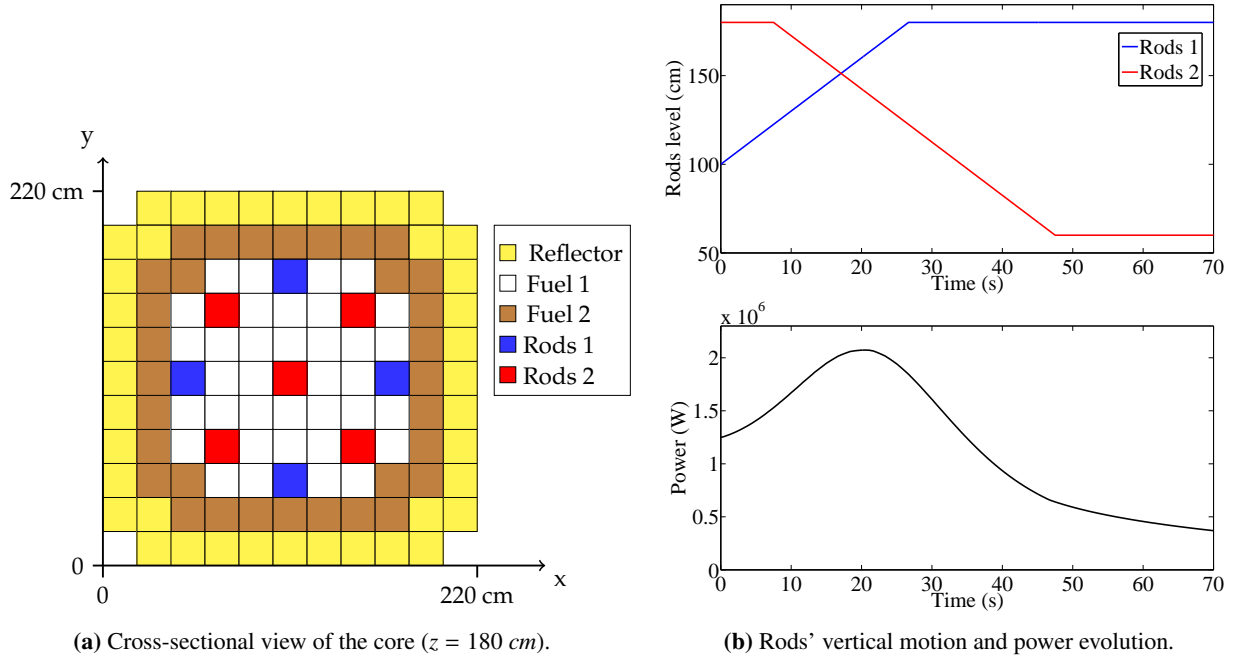 y
220 cm
0
0
220 cm
x
Reflector
Fuel 1
Fuel 2
Rods 1
Rods 2
(a) Cross-sectional view of the core (z = 180 cm).
Rods level (cm)
150
100
50
0 10 20 30 40 50 60 70
Time (s)
Rods 1
Rods 2
x 10^6
Power (W)
2
1.5
1
0.5
0
0 10 20 30 40 50 60 70
Time (s)
(b) Rods' vertical motion and power evolution.